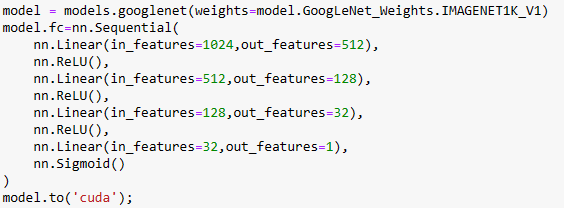 model = models.googlenet(weights=model.GoogLeNet_Weights.IMAGENET1K_V1)
model.fc=nn.Sequential(
    nn.Linear(in_features=1024,out_features=512),
    nn.ReLU(),
    nn.Linear(in_features=512,out_features=128),
    nn.ReLU(),
    nn.Linear(in_features=128,out_features=32),
    nn.ReLU(),
    nn.Linear(in_features=32,out_features=1),
    nn.Sigmoid()
)
model.to('cuda');